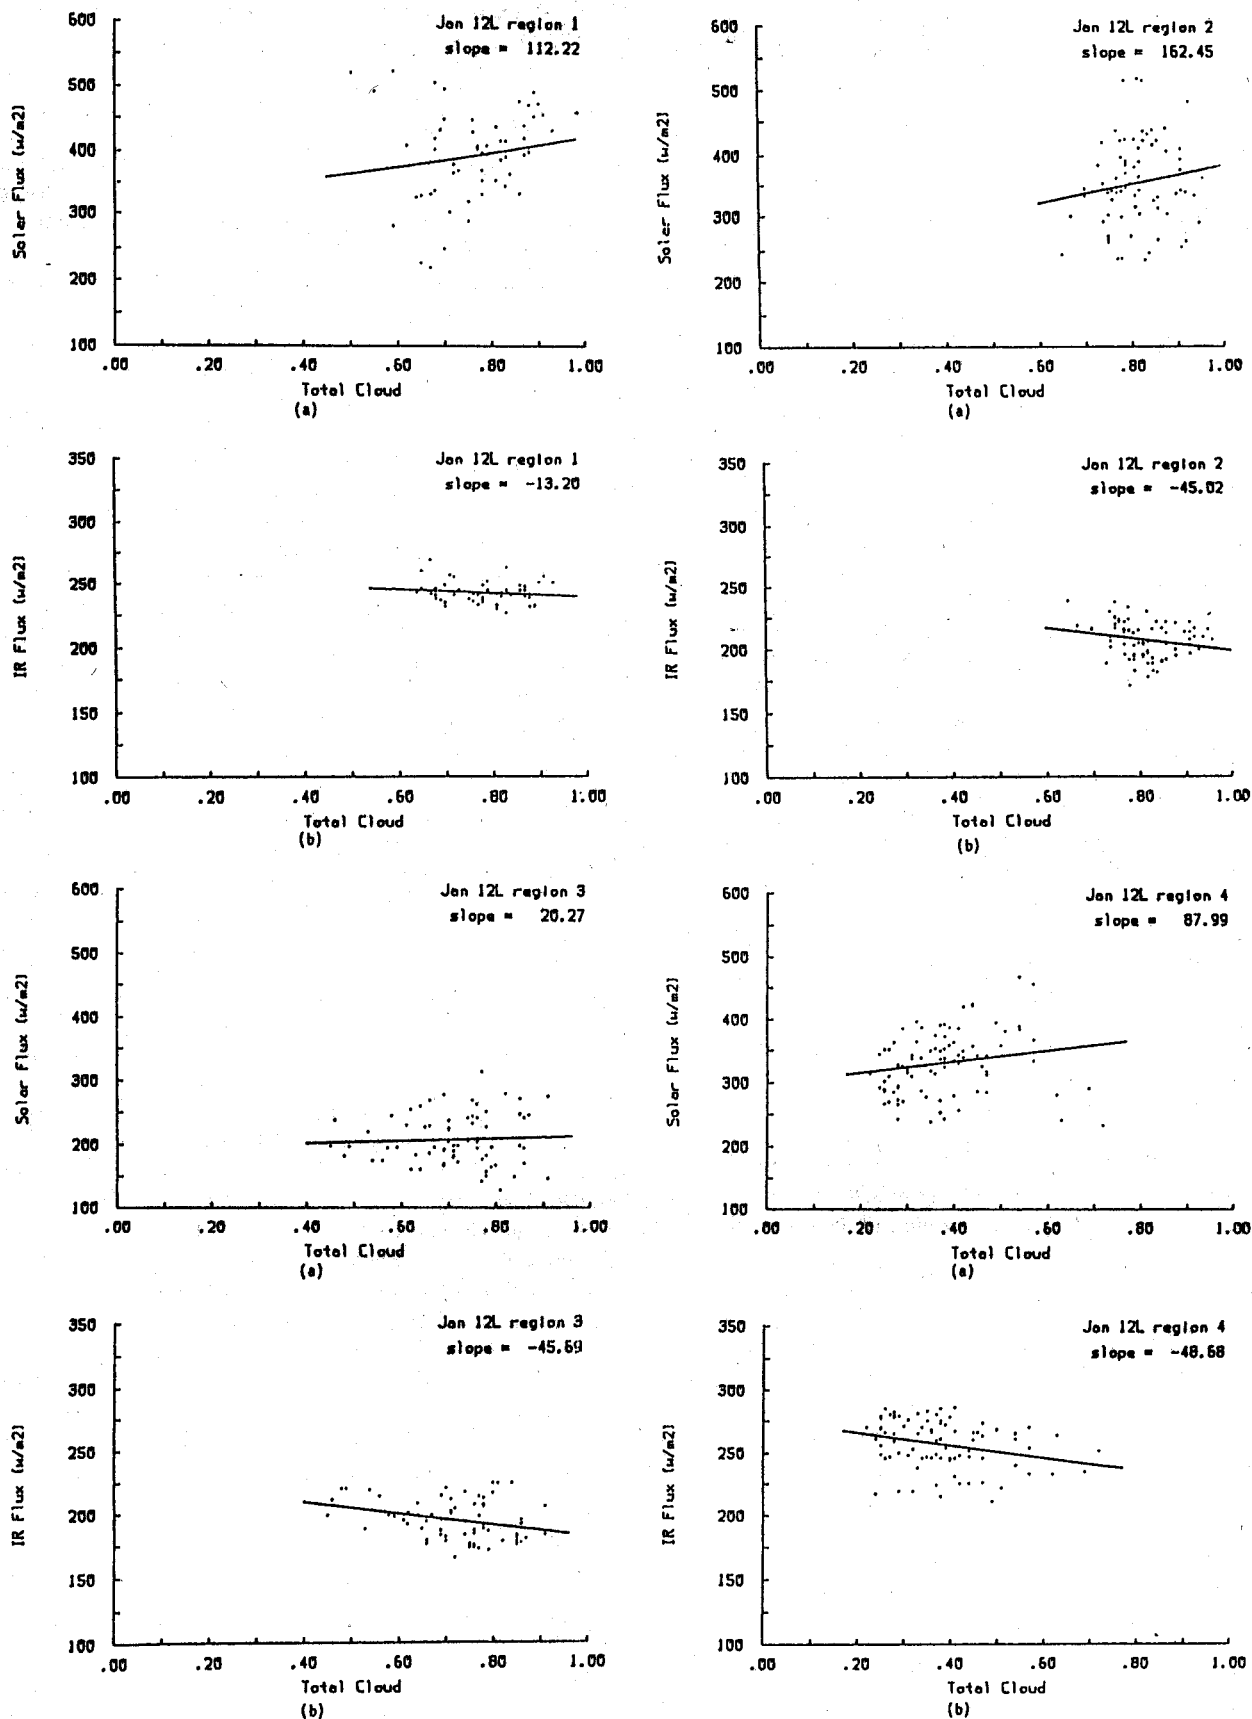 Jan 12L region 1
slope = 112.22
600
500
400
300
200
100
Solar Flux (w/m2)
.00 .20 .40 .60 .80 1.00
Total Cloud
(a)
Jan 12L region 2
slope = 162.45
600
500
400
300
200
100
Solar Flux (w/m2)
.00 .20 .40 .60 .80 1.00
Total Cloud
(a)
Jan 12L region 1
slope = -13.20
350
300
250
200
150
100
IR Flux (w/m2)
.00 .20 .40 .60 .80 1.00
Total Cloud
(b)
Jan 12L region 2
slope = -45.02
350
300
250
200
150
100
IR Flux (w/m2)
.00 .20 .40 .60 .80 1.00
Total Cloud
(b)
Jan 12L region 3
slope = 20.27
600
500
400
300
200
100
Solar Flux (w/m2)
.00 .20 .40 .60 .80 1.00
Total Cloud
(a)
Jan 12L region 4
slope = 87.99
600
500
400
300
200
100
Solar Flux (w/m2)
.00 .20 .40 .60 .80 1.00
Total Cloud
(a)
Jan 12L region 3
slope = -45.69
350
300
250
200
150
100
IR Flux (w/m2)
.00 .20 .40 .60 .80 1.00
Total Cloud
(b)
Jan 12L region 4
slope = -48.68
350
300
250
200
150
100
IR Flux (w/m2)
.00 .20 .40 .60 .80 1.00
Total Cloud
(b)